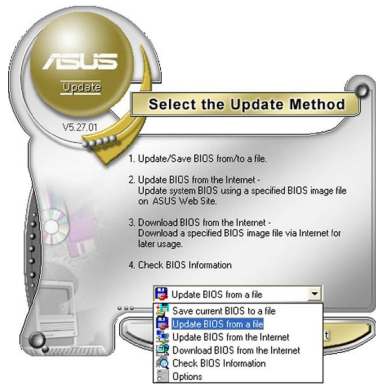 ASUS
Update
V5.27.01
Select the Update Method
1. Update/Save BIOS from/to a file.
2. Update BIOS from the Internet -
Update system BIOS using a specified BIOS image file
on ASUS Web Site.
3. Download BIOS from the Internet -
Download a specified BIOS image file via Internet for
later usage.
4. Check BIOS Information
Update BIOS from a file
Save current BIOS to a file
Update BIOS from a file
Update BIOS from the Internet
Download BIOS from the Internet
Check BIOS Information
Options